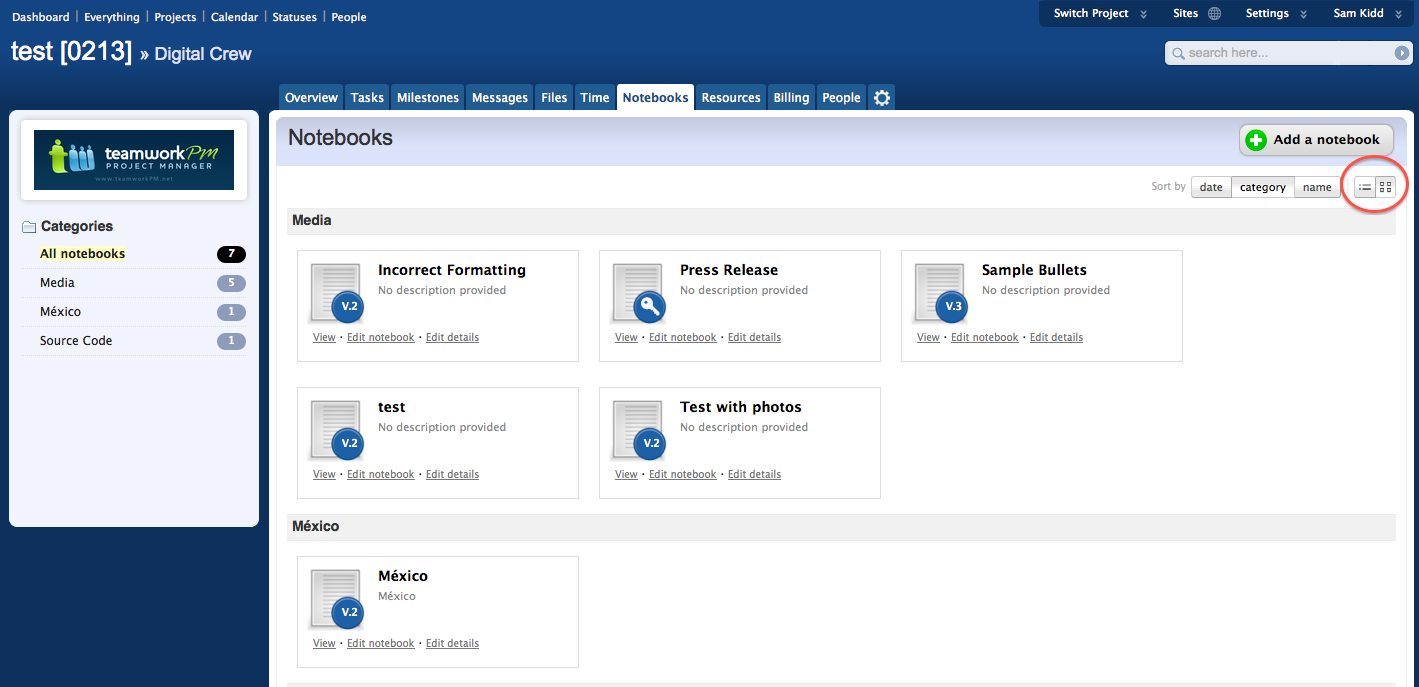 Dashboard | Everything | Projects | Calendar | Statuses | People
Switch Project Sites Settings Sam Kidd
test [0213] » Digital Crew
search here...
Overview Tasks Milestones Messages Files Time Notebooks Resources Billing People
teamworkPM
PROJECT MANAGER
www.teamworkPM.net
Categories
All notebooks 7
Media 5
México 1
Source Code 1
Notebooks
Add a notebook
Sort by date category name
Media
Incorrect Formatting
No description provided
V.2
View · Edit notebook · Edit details
Press Release
No description provided
View · Edit notebook · Edit details
Sample Bullets
No description provided
V.3
View · Edit notebook · Edit details
test
No description provided
V.2
View · Edit notebook · Edit details
Test with photos
No description provided
V.2
View · Edit notebook · Edit details
México
México
México
V.2
View · Edit notebook · Edit details